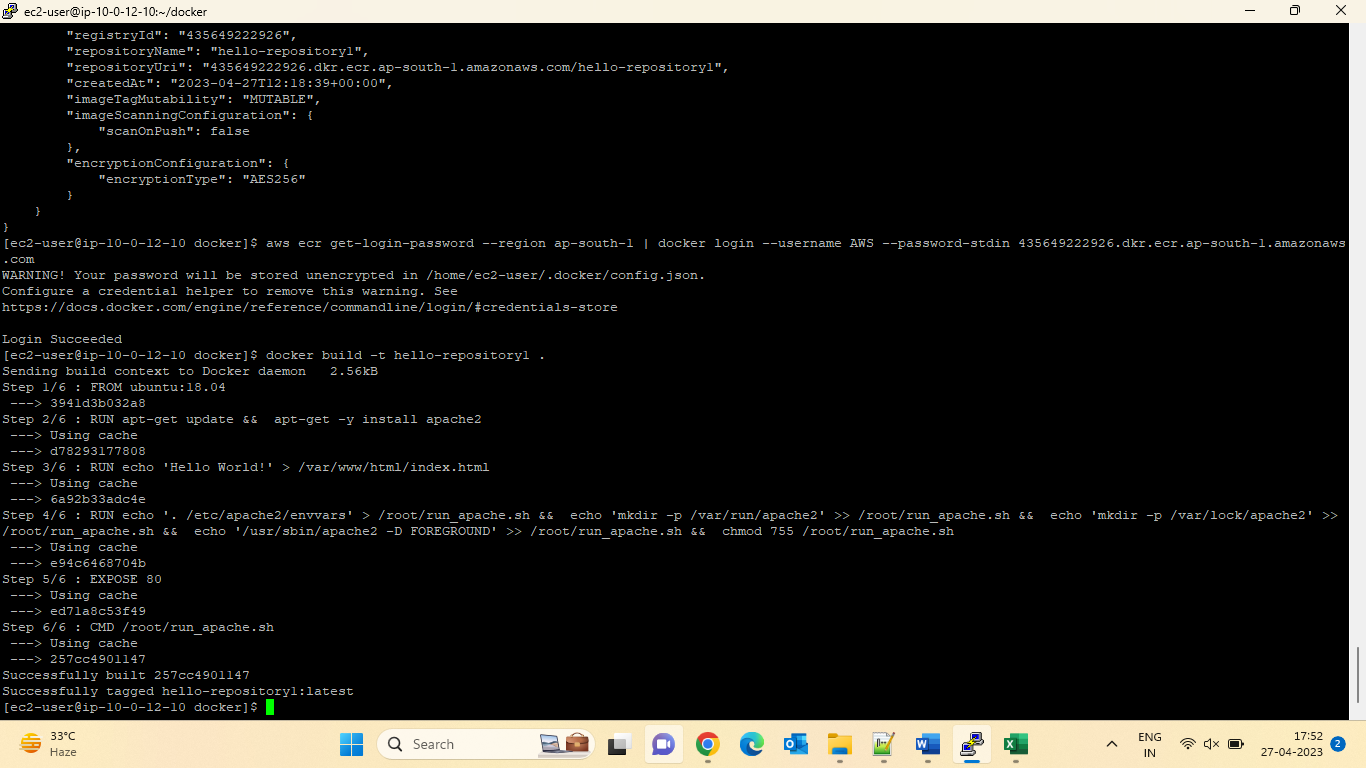 ec2-user@ip-10-0-12-10:~/docker
"registryId": "435649222926",
"repositoryName": "hello-repository1",
"repositoryUri": "435649222926.dkr.ecr.ap-south-1.amazonaws.com/hello-repository1",
"createdAt": "2023-04-27T12:18:39+00:00",
"imageTagMutability": "MUTABLE",
"imageScanningConfiguration": {
"scanOnPush": false
},
"encryptionConfiguration": {
"encryptionType": "AES256"
}
}
}
[ec2-user@ip-10-0-12-10 docker]$ aws ecr get-login-password --region ap-south-1 | docker login --username AWS --password-stdin 435649222926.dkr.ecr.ap-south-1.amazonaws
.com
WARNING! Your password will be stored unencrypted in /home/ec2-user/.docker/config.json.
Configure a credential helper to remove this warning. See
https://docs.docker.com/engine/reference/commandline/login/#credentials-store
Login Succeeded
[ec2-user@ip-10-0-12-10 docker]$ docker build -t hello-repository1 .
Sending build context to Docker daemon   2.56kB
Step 1/6 : FROM ubuntu:18.04
---> 3941d3b032a8
Step 2/6 : RUN apt-get update &&  apt-get -y install apache2
---> Using cache
---> d78293177808
Step 3/6 : RUN echo 'Hello World!' > /var/www/html/index.html
---> Using cache
---> 6a92b33adc4e
Step 4/6 : RUN echo '. /etc/apache2/envvars' > /root/run_apache.sh &&  echo 'mkdir -p /var/run/apache2' >> /root/run_apache.sh &&  echo 'mkdir -p /var/lock/apache2' >>
/root/run_apache.sh &&  echo '/usr/sbin/apache2 -D FOREGROUND' >> /root/run_apache.sh &&  chmod 755 /root/run_apache.sh
---> Using cache
---> e94c6468704b
Step 5/6 : EXPOSE 80
---> Using cache
---> ed71a8c53f49
Step 6/6 : CMD /root/run_apache.sh
---> Using cache
---> 257cc4901147
Successfully built 257cc4901147
Successfully tagged hello-repository1:latest
[ec2-user@ip-10-0-12-10 docker]$
33°C
Haze
Search
ENG
IN
17:52
27-04-2023
2